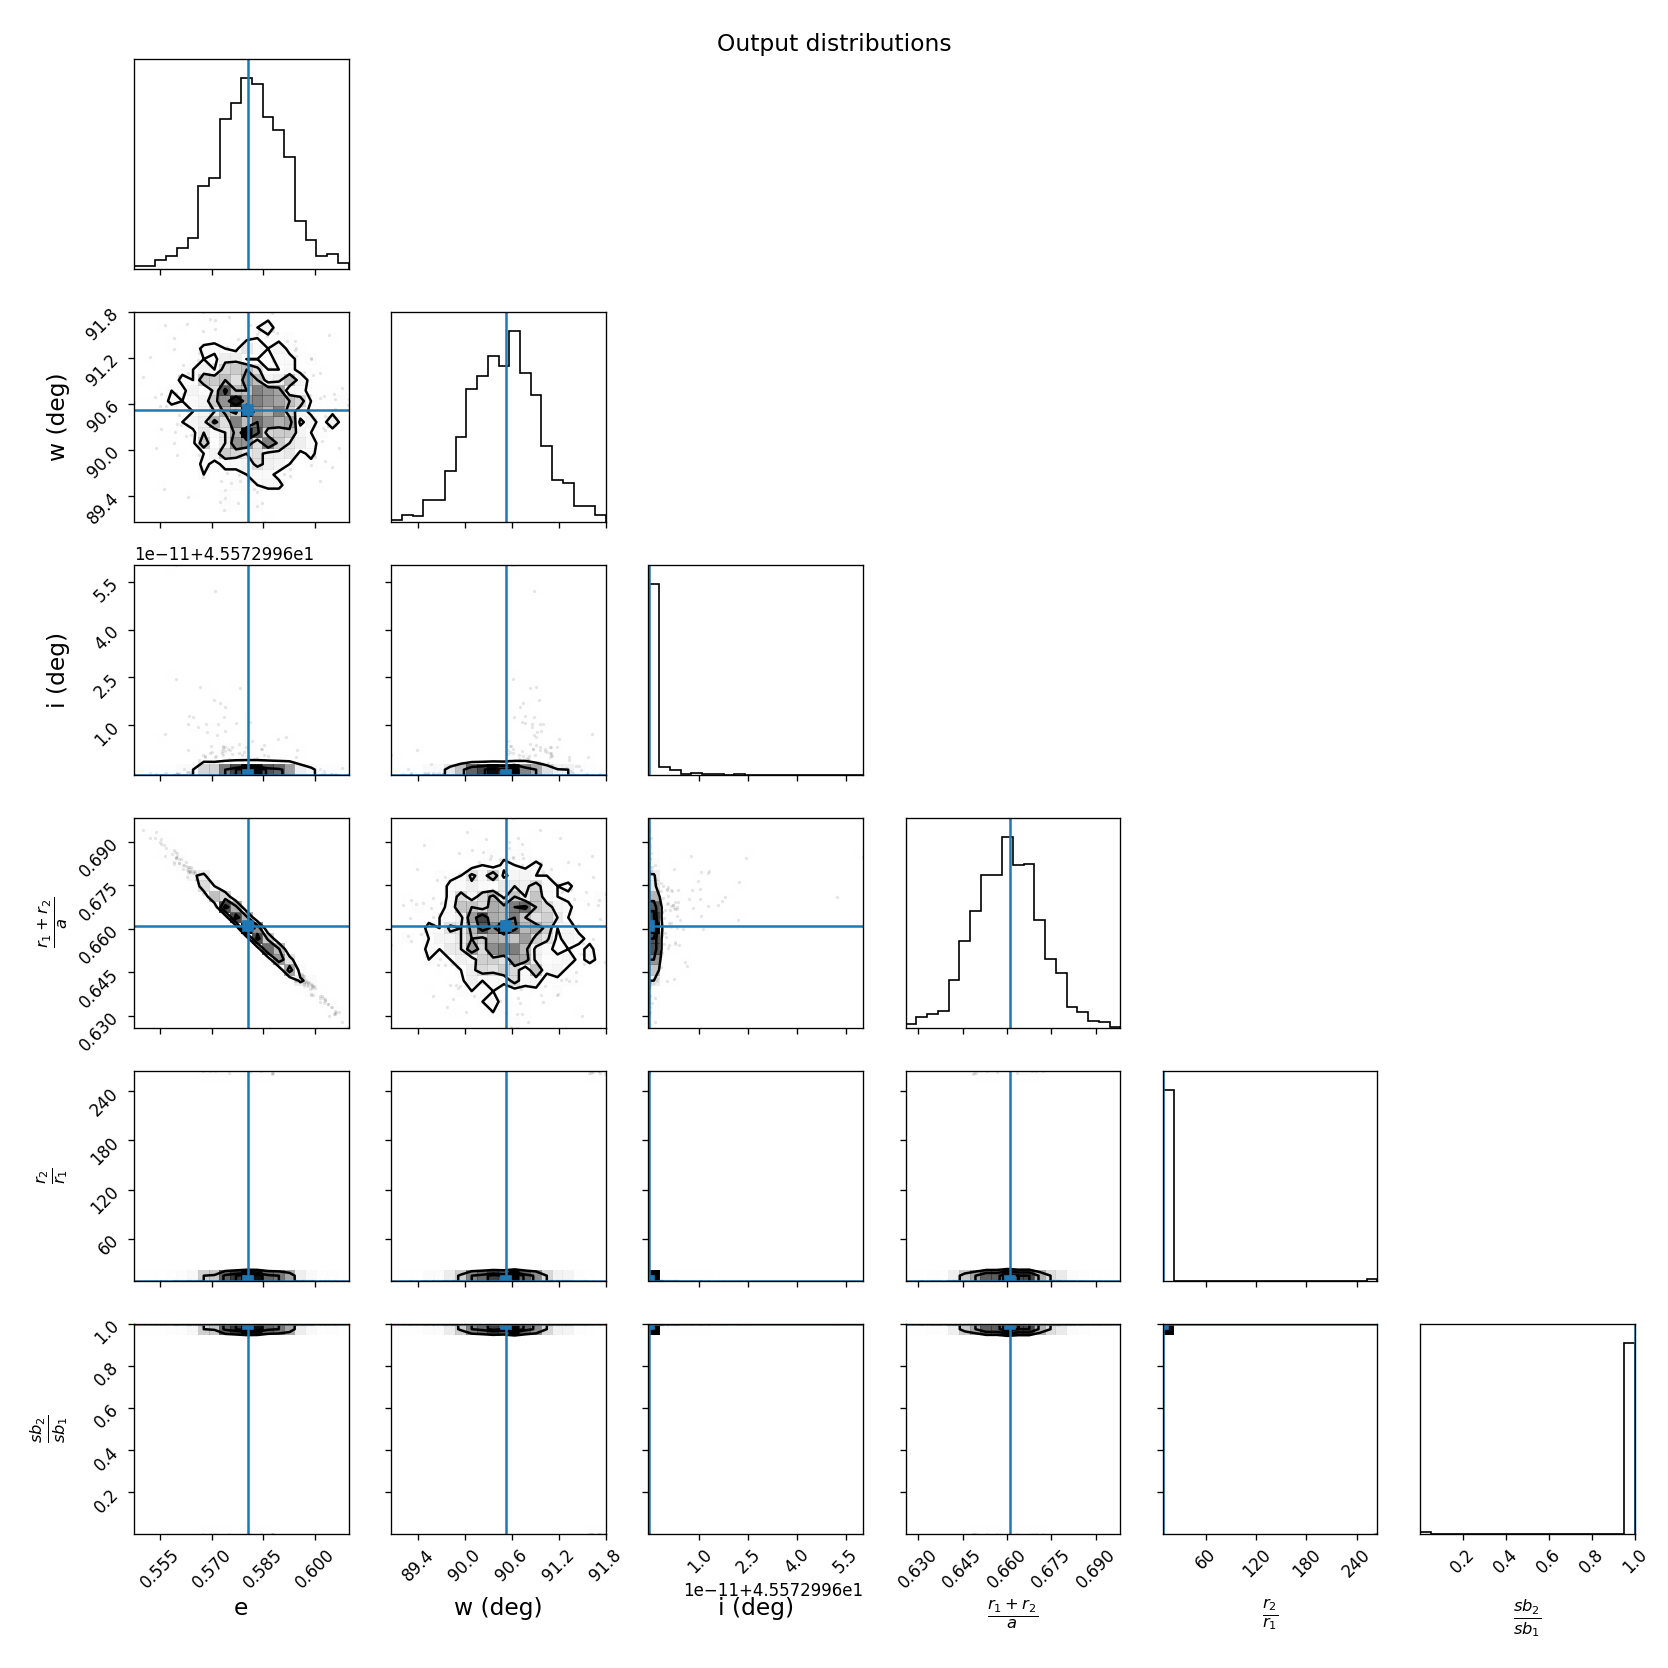 Output distributions
w (deg)
91.8
91.2
90.6
90.0
89.4
1e−11+4.5572996e1
i (deg)
5.5
4.0
2.5
1.0
r₁ + r₂
a
0.690
0.675
0.660
0.645
0.630
r₂
r₁
240
180
120
60
sb₂
sb₁
1.0
0.8
0.6
0.4
0.2
0.555 0.570 0.585 0.600
89.4 90.0 90.6 91.2 91.8
1.0 2.5 4.0 5.5
0.630 0.645 0.660 0.675 0.690
60 120 180 240
0.2 0.4 0.6 0.8 1.0
1e−11+4.5572996e1
e
w (deg)
i (deg)
r₁ + r₂
a
r₂
r₁
sb₂
sb₁